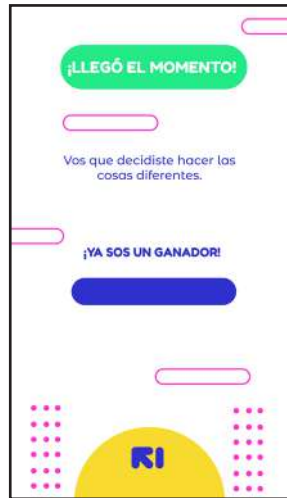 ¡LLEGÓ EL MOMENTO!
Vos que decidiste hacer las
cosas diferentes.
¡YA SOS UN GANADOR!